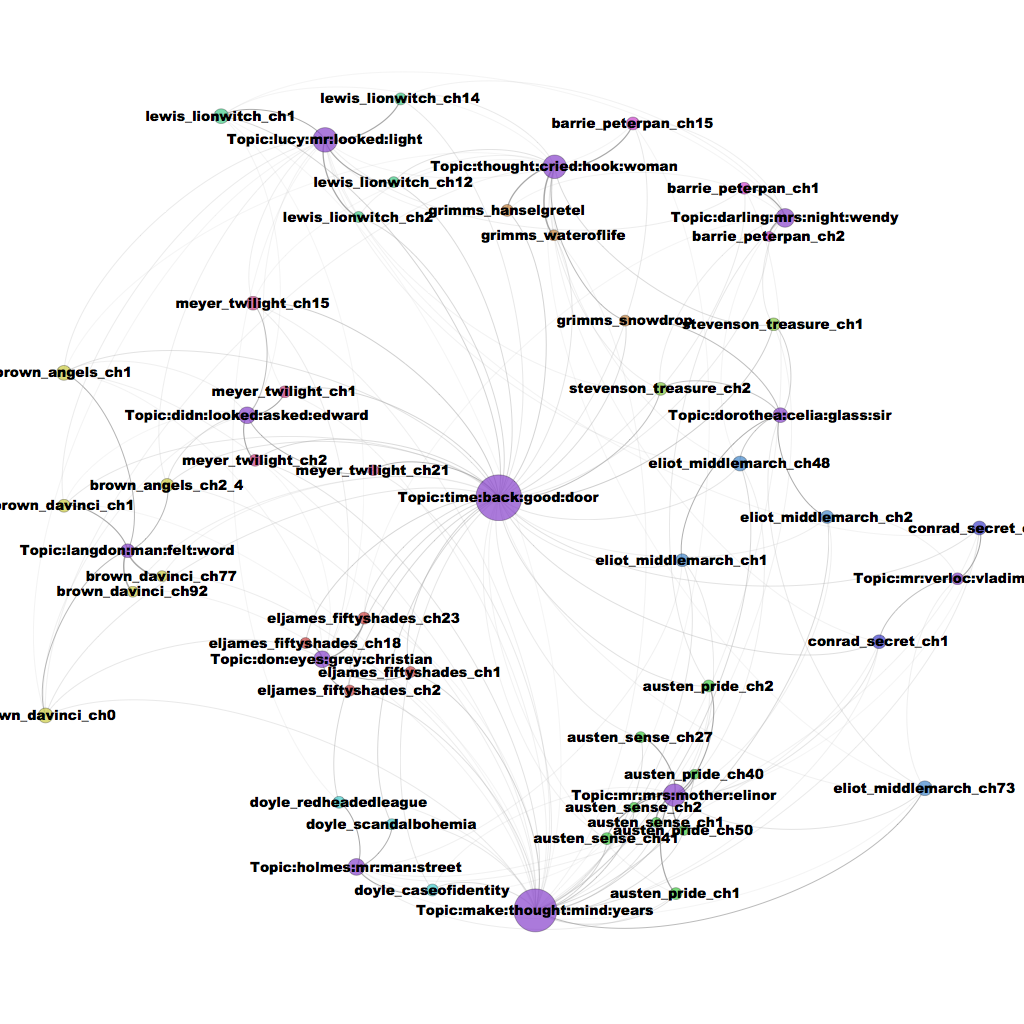 lewis_lionwitch_ch14
lewis_lionwitch_ch1
barrie_peterpan_ch15
Topic:lucy:mr:looked:light
Topic:thought:cried:hook:woman
lewis_lionwitch_ch12
barrie_peterpan_ch1
grimms_hanselgretel
lewis_lionwitch_ch2
Topic:darling:mrs:night:wendy
grimms_wateroflife
barrie_peterpan_ch2
meyer_twilight_ch15
grimms_snowdrop
stevenson_treasure_ch1
brown_angels_ch1
stevenson_treasure_ch2
meyer_twilight_ch1
Topic:didn:looked:asked:edward
Topic:dorothea:celia:glass:sir
meyer_twilight_ch2
eliot_middlemarch_ch48
meyer_twilight_ch21
brown_angels_ch2_4
Topic:time:back:good:door
brown_davinci_ch1
eliot_middlemarch_ch2
conrad_secret_
Topic:langdon:man:felt:word
eliot_middlemarch_ch1
brown_davinci_ch77
Topic:mr:verloc:vladim
brown_davinci_ch92
eljames_fiftyshades_ch23
eljames_fiftyshades_ch18
conrad_secret_ch1
Topic:don:eyes:grey:christian
eljames_fiftyshades_ch1
eljames_fiftyshades_ch2
austen_pride_ch2
wn_davinci_ch0
austen_sense_ch27
austen_pride_ch40
eliot_middlemarch_ch73
Topic:mr:mrs:mother:elinor
doyle_redheadedleague
austen_sense_ch2
austen_sense_ch1
doyle_scandalbohemia
austen_pride_ch50
austen_sense_ch41
Topic:holmes:mr:man:street
doyle_caseofidentity
austen_pride_ch1
Topic:make:thought:mind:years